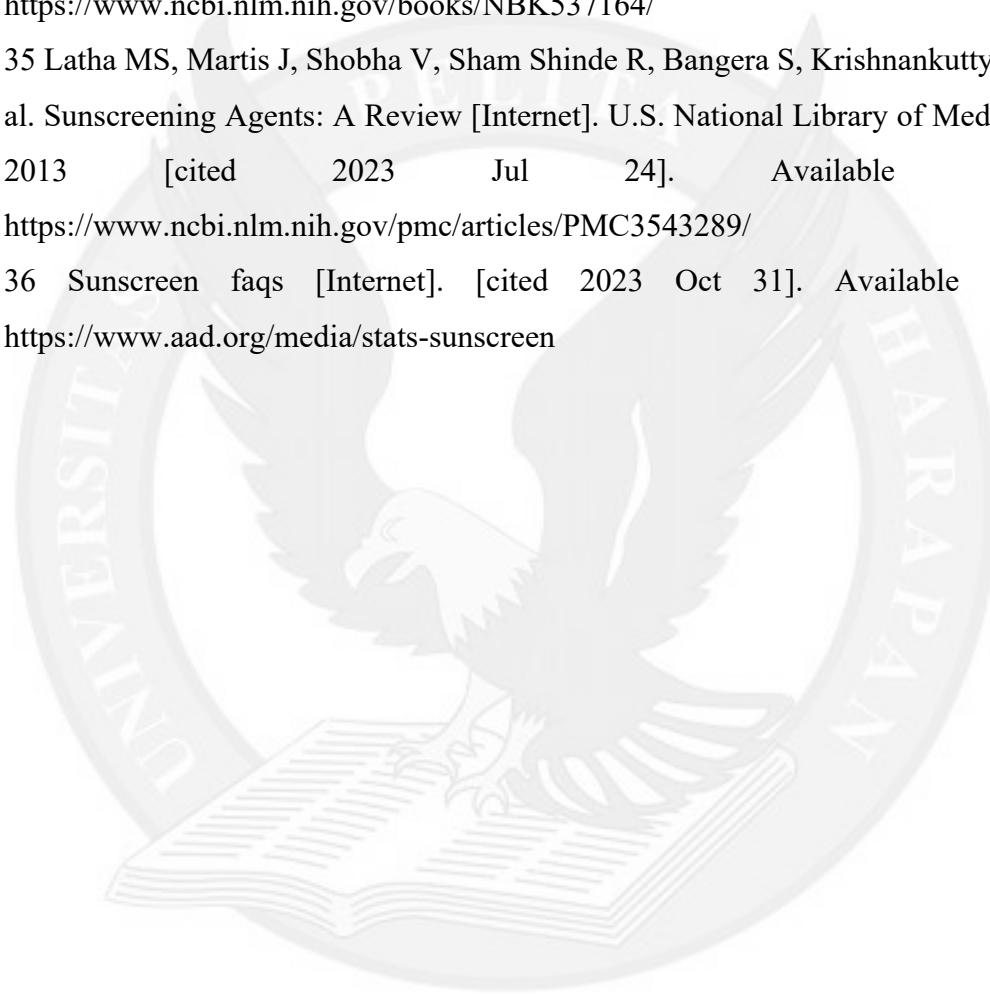 https://www.ncbi.nlm.nih.gov/books/NBK537164/
35 Latha MS, Martis J, Shobha V, Sham Shinde R, Bangera S, Krishnankutty
al. Sunscreening Agents: A Review [Internet]. U.S. National Library of Med
2013 [cited 2023 Jul 24]. Available
https://www.ncbi.nlm.nih.gov/pmc/articles/PMC3543289/
36 Sunscreen faqs [Internet]. [cited 2023 Oct 31]. Available
https://www.aad.org/media/stats-sunscreen
UNIVERSITAS PELITA HARAPAN